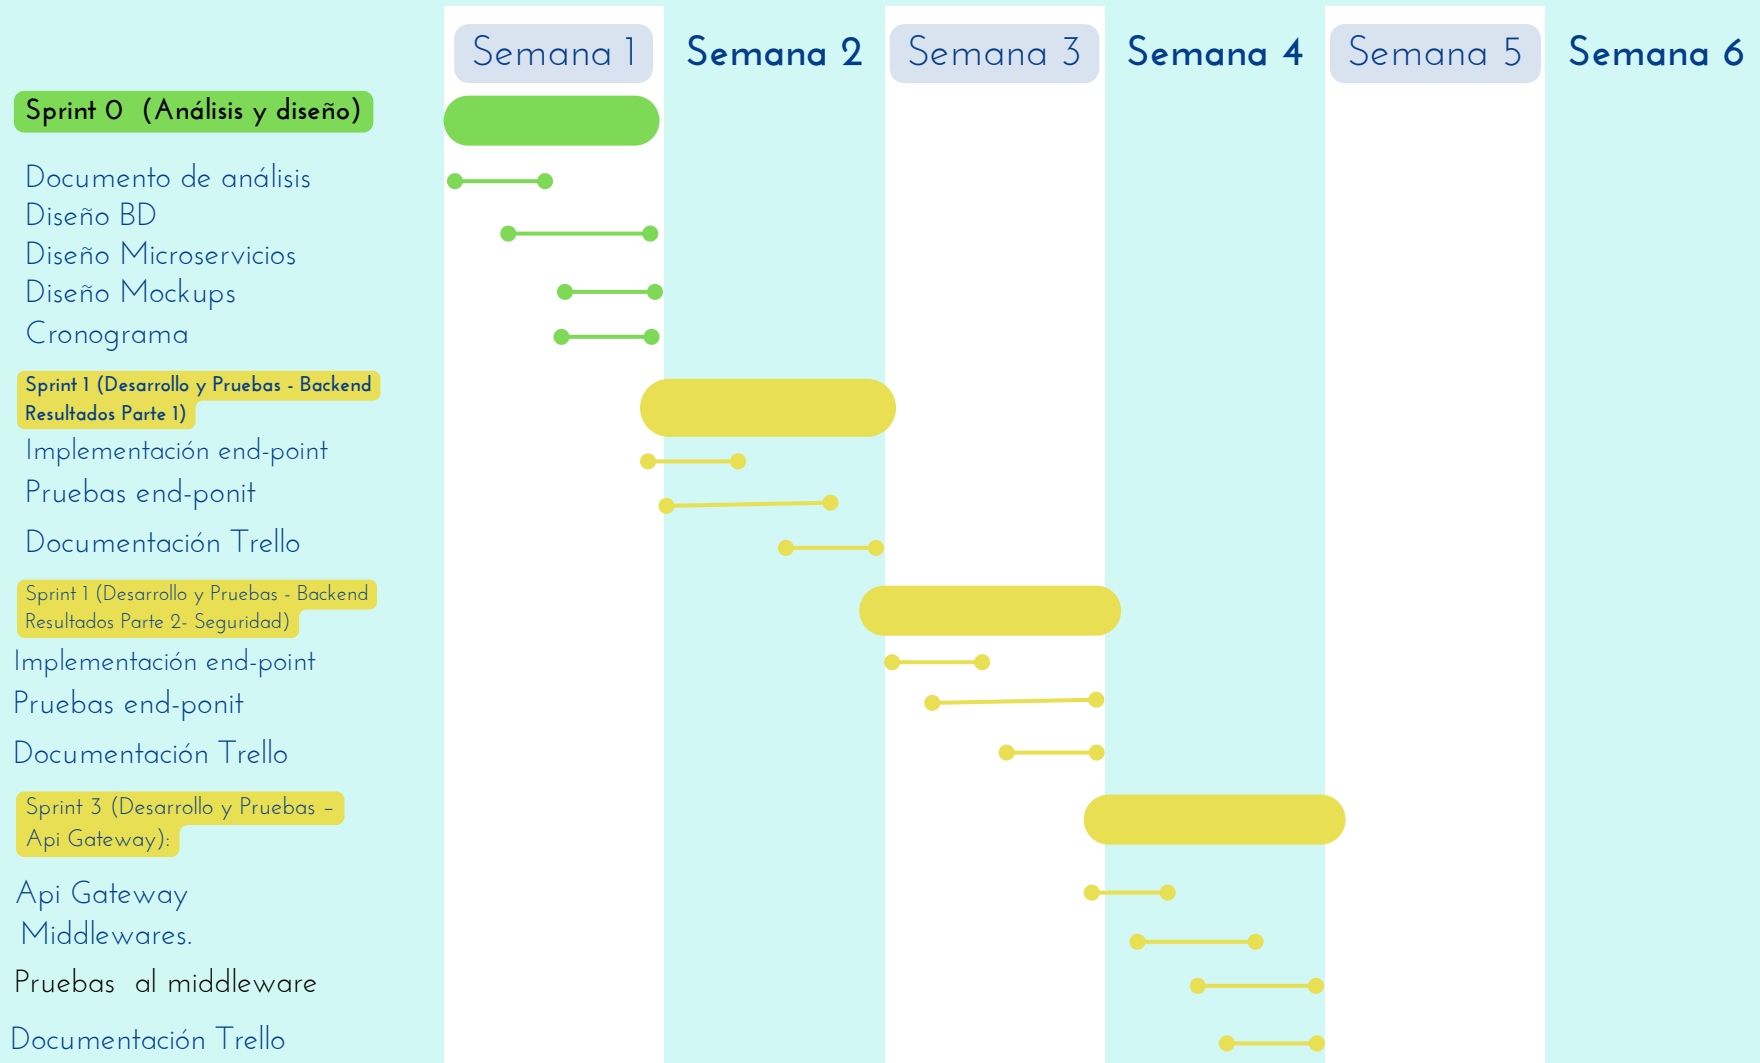 Semana 1
Semana 2
Semana 3
Semana 4
Semana 5
Semana 6
Sprint 0 (Análisis y diseño)
Documento de análisis
Diseño BD
Diseño Microservicios
Diseño Mockups
Cronograma
Sprint 1 (Desarrollo y Pruebas - Backend
Resultados Parte 1)
Implementación end-point
Pruebas end-ponit
Documentación Trello
Sprint 1 (Desarrollo y Pruebas - Backend
Resultados Parte 2- Seguridad)
Implementación end-point
Pruebas end-ponit
Documentación Trello
Sprint 3 (Desarrollo y Pruebas –
Api Gateway):
Api Gateway
Middlewares.
Pruebas al middleware
Documentación Trello